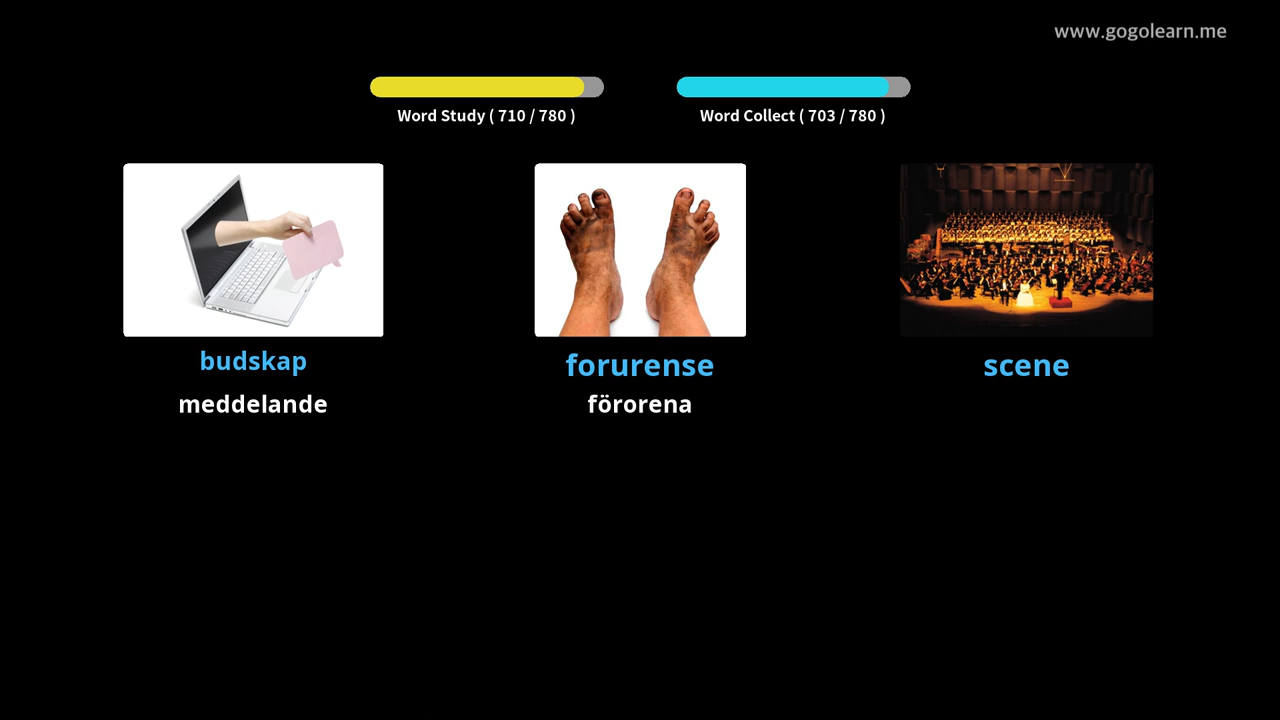 www.gogolearn.me
Word Study ( 710 / 780 )
Word Collect ( 703 / 780 )
budskap
meddelande
forurense
förorena
scene